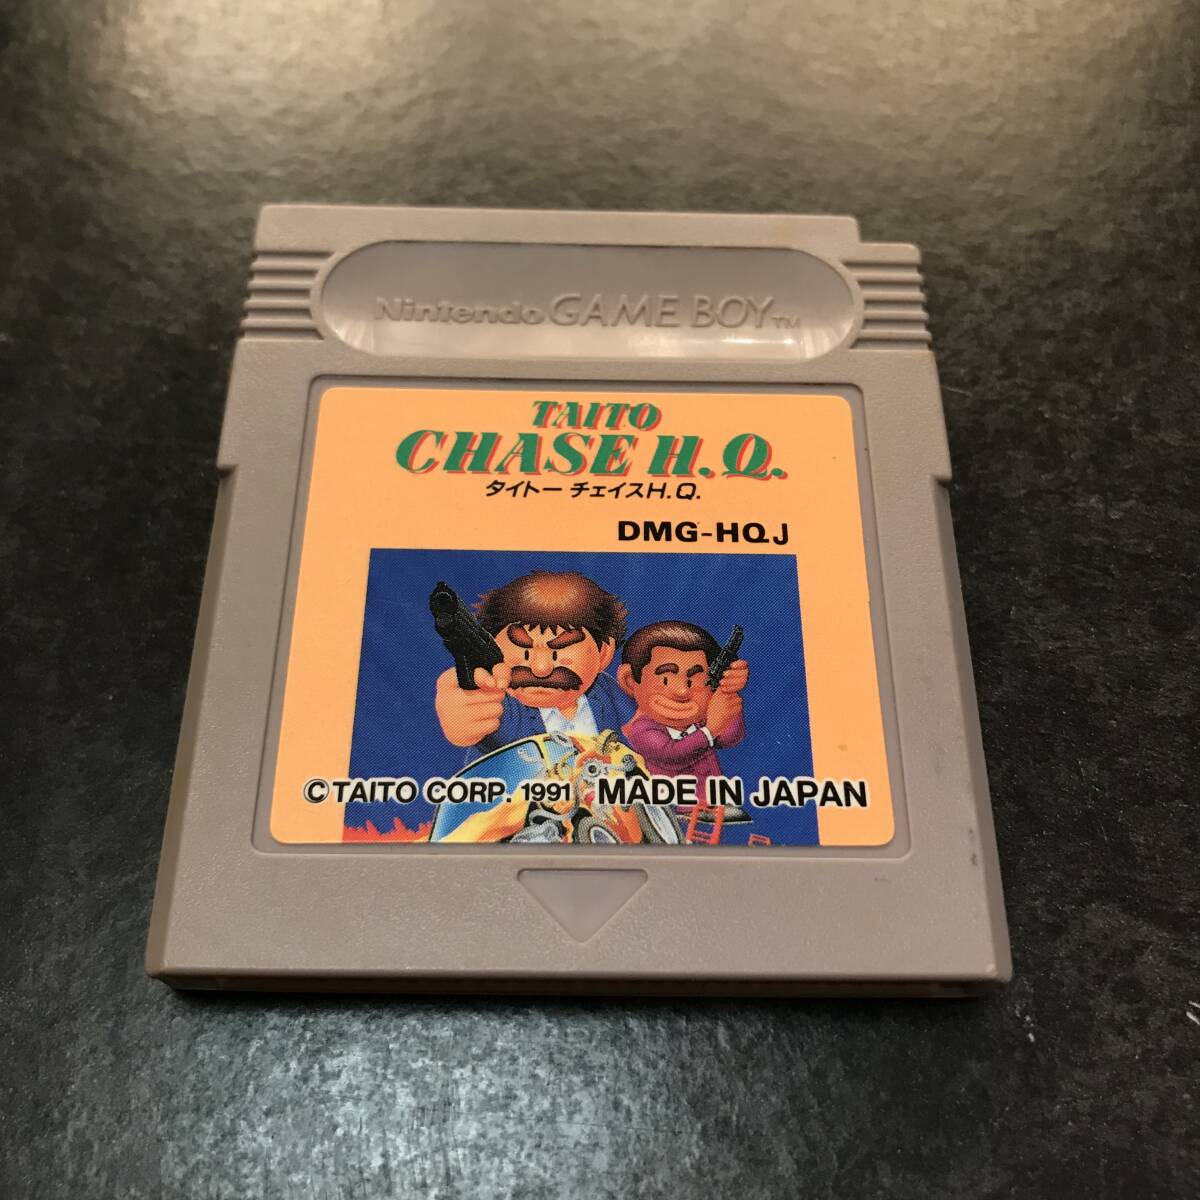 Nintendo GAME BOY™
TAITO
CHASE H.Q.
タイトー チェイスH.Q.
DMG-HQJ
© TAITO CORP. 1991 MADE IN JAPAN